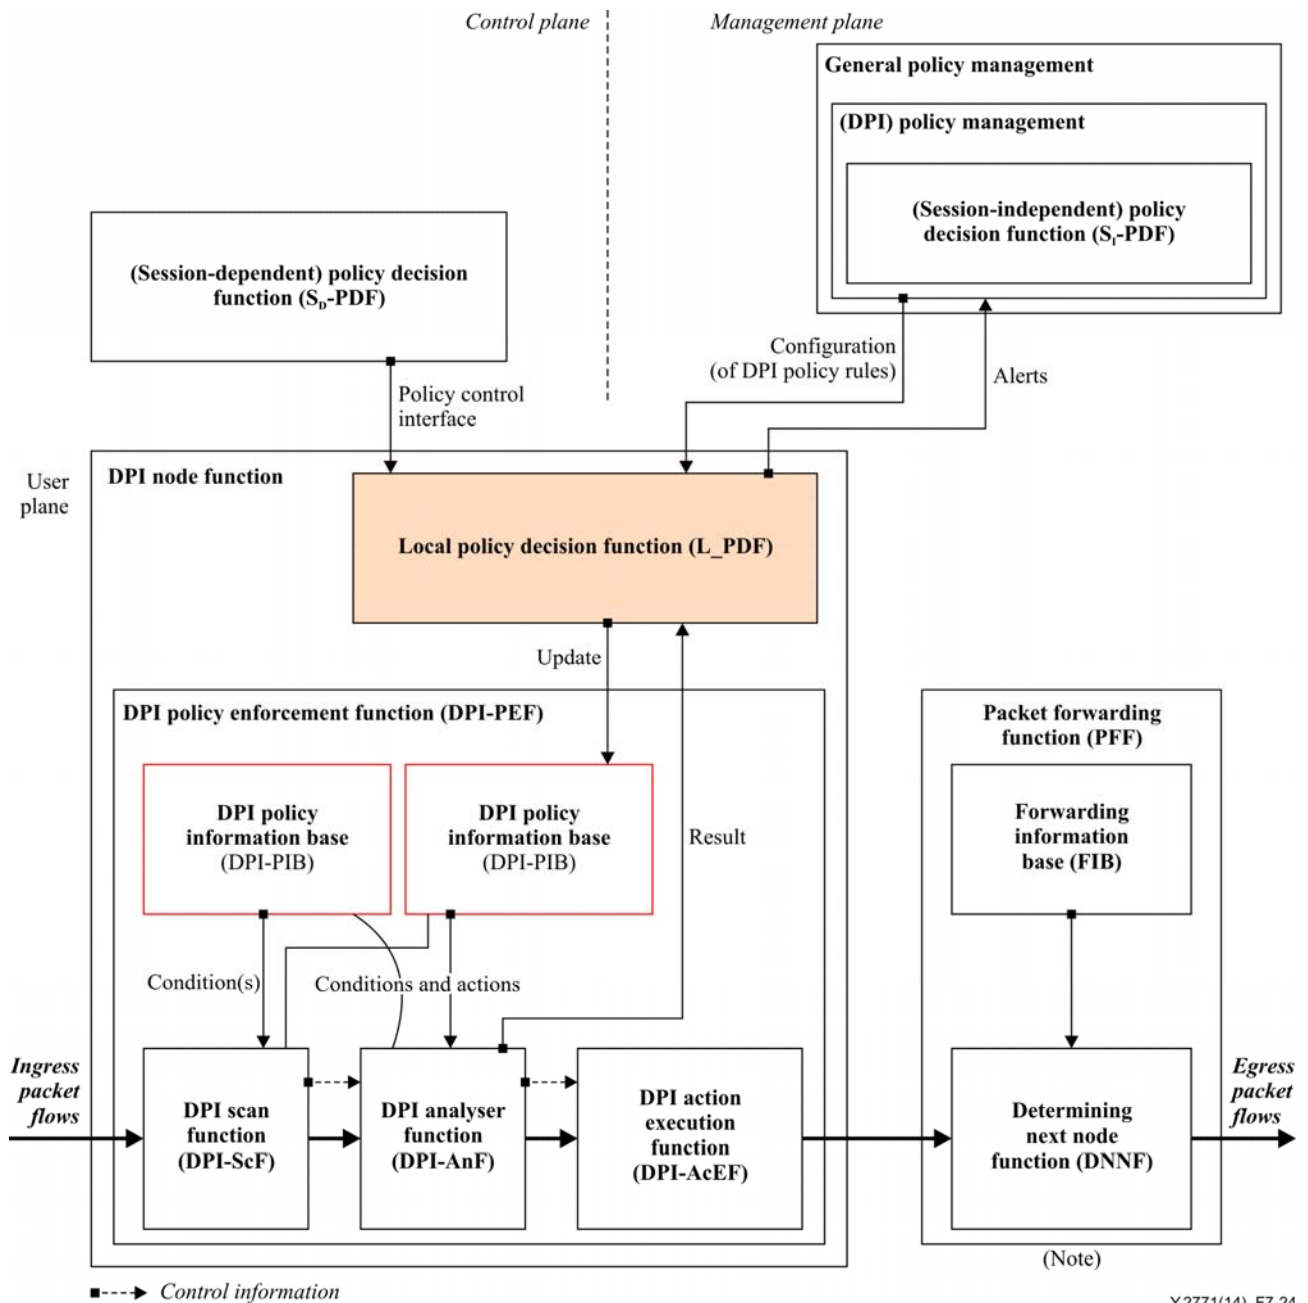 Control plane
Management plane
General policy management
(DPI) policy management
(Session-independent) policy
decision function (SI-PDF)
(Session-dependent) policy decision
function (SD-PDF)
Configuration
(of DPI policy rules)
Alerts
Policy control
interface
User
plane
DPI node function
Local policy decision function (L_PDF)
Update
DPI policy enforcement function (DPI-PEF)
Packet forwarding
function (PFF)
DPI policy
information base
(DPI-PIB)
DPI policy
information base
(DPI-PIB)
Result
Forwarding
information
base (FIB)
Condition(s)
Conditions and actions
Ingress
packet
flows
DPI scan
function
(DPI-ScF)
DPI analyser
function
(DPI-AnF)
DPI action
execution
function
(DPI-AcEF)
Determining
next node
function (DNNF)
Egress
packet
flows
(Note)
Control information
Y.2771(14)_F7-24